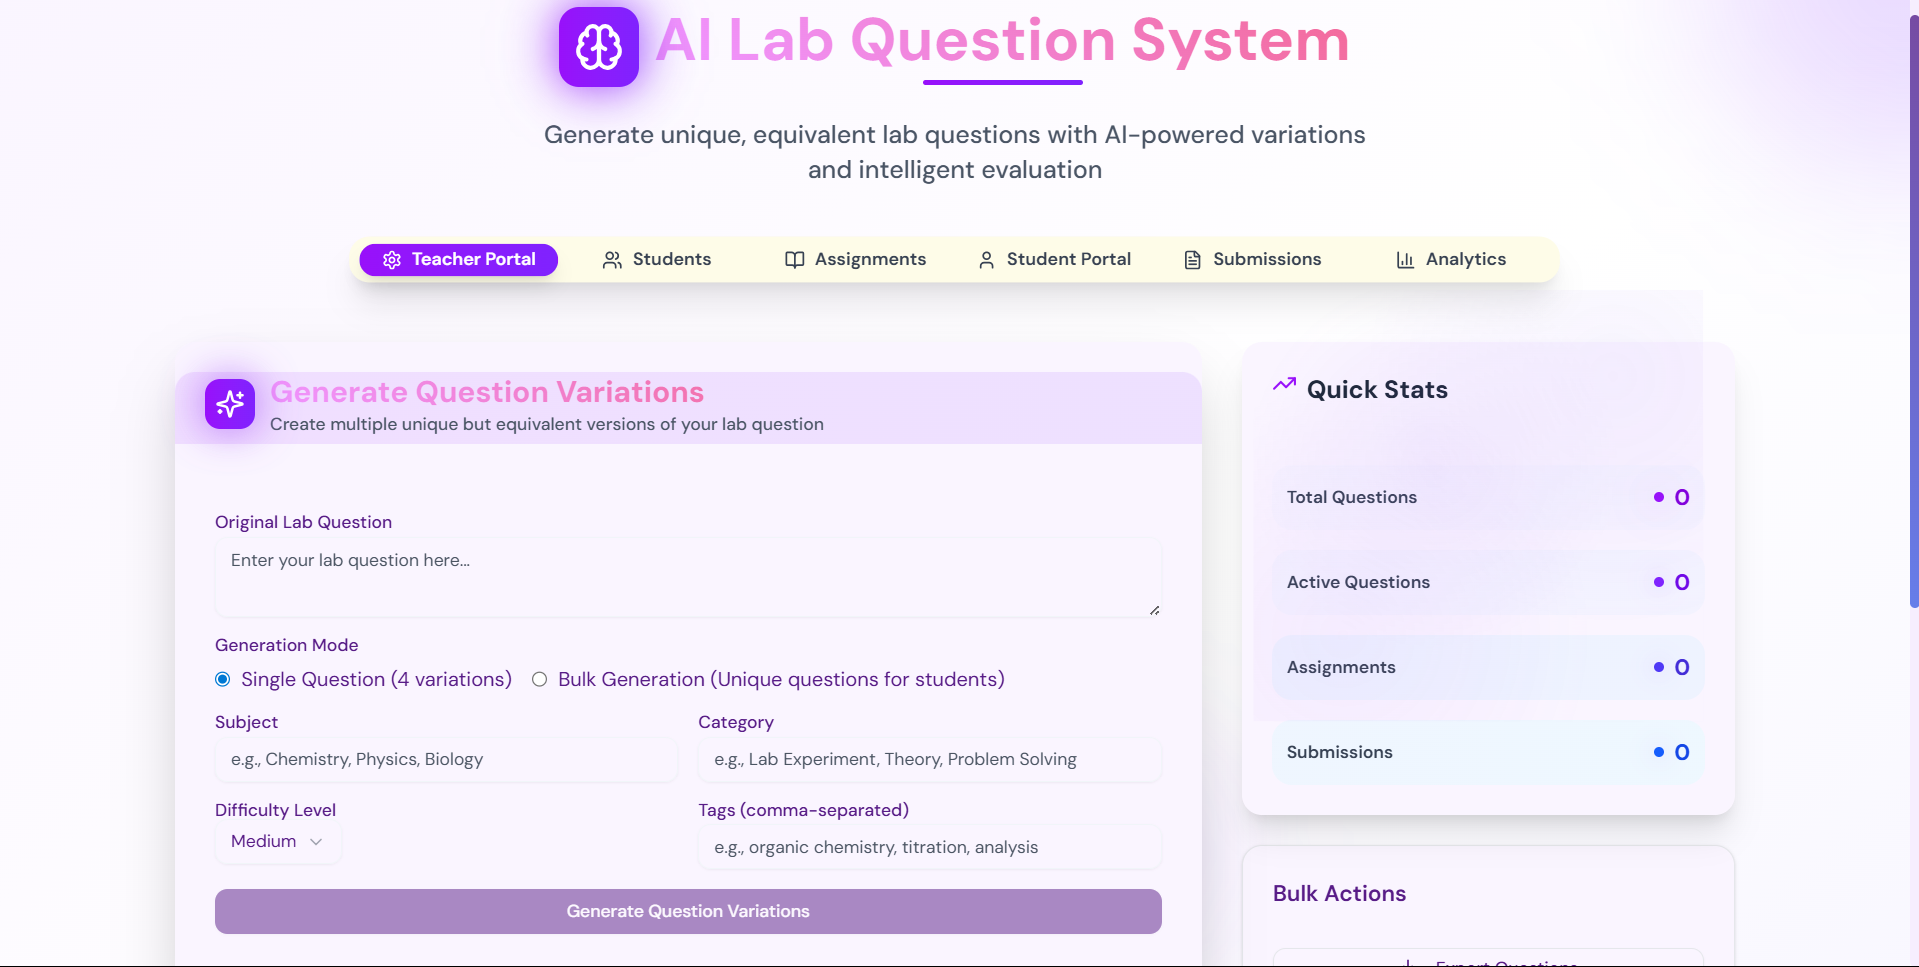 AI Lab Question System
Generate unique, equivalent lab questions with AI-powered variations
and intelligent evaluation
Teacher Portal
Students
Assignments
Student Portal
Submissions
Analytics
Generate Question Variations
Create multiple unique but equivalent versions of your lab question
Original Lab Question
Enter your lab question here...
Generation Mode
Single Question (4 variations)
Bulk Generation (Unique questions for students)
Subject
Category
e.g., Chemistry, Physics, Biology
e.g., Lab Experiment, Theory, Problem Solving
Difficulty Level
Tags (comma-separated)
Medium
e.g., organic chemistry, titration, analysis
Generate Question Variations
Quick Stats
Total Questions 0
Active Questions 0
Assignments 0
Submissions 0
Bulk Actions
Export Questions